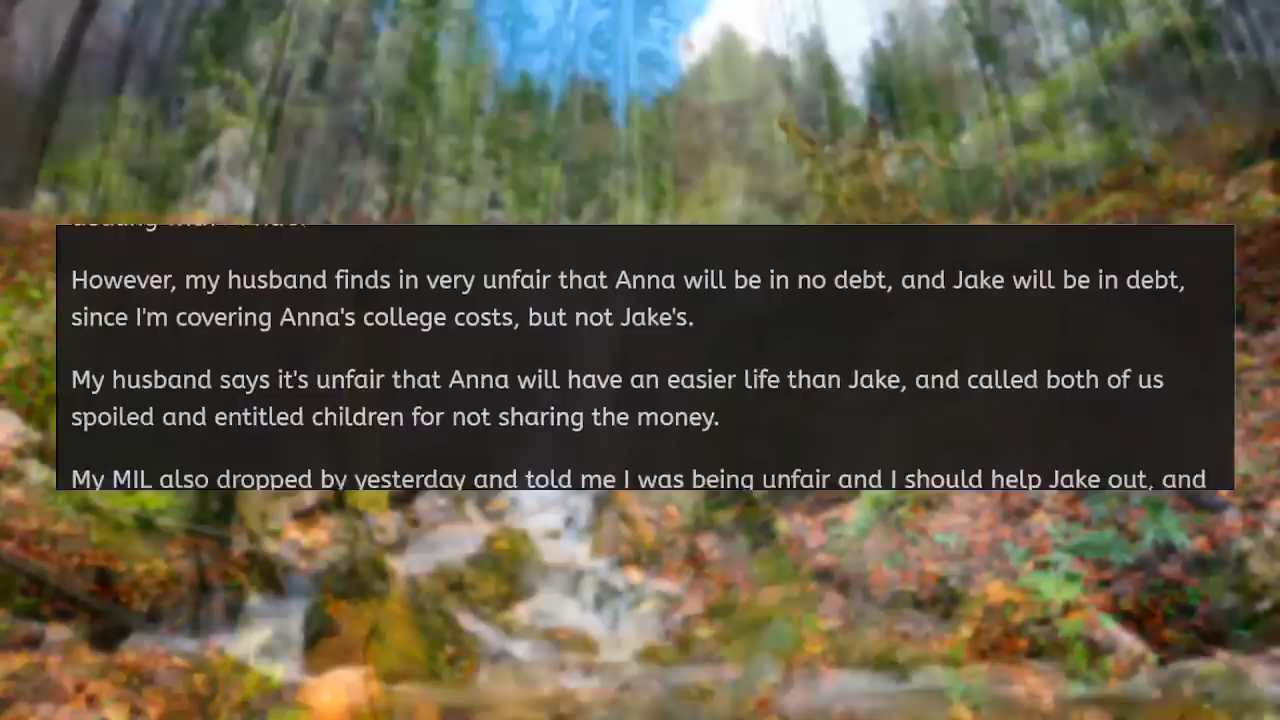 However, my husband finds in very unfair that Anna will be in no debt, and Jake will be in debt,
since I'm covering Anna's college costs, but not Jake's.
My husband says it's unfair that Anna will have an easier life than Jake, and called both of us
spoiled and entitled children for not sharing the money.
My MIL also dropped by yesterday and told me I was being unfair and I should help Jake out, and